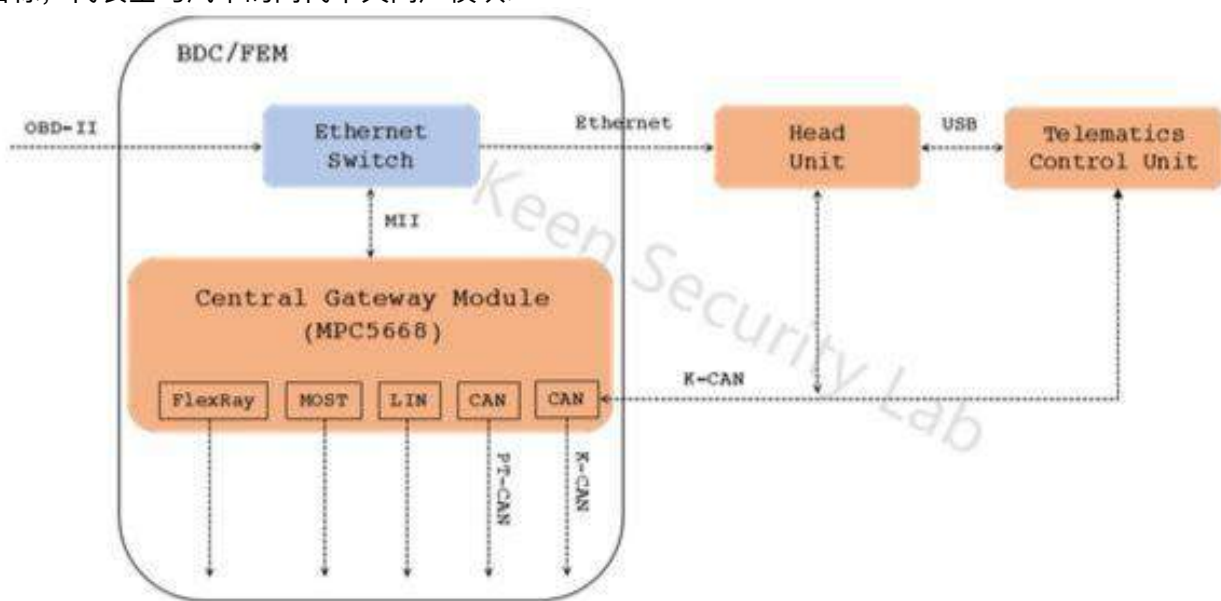 BDC/FEM
OBD-II
Ethernet
Switch
Ethernet
Head
Unit
USB
Telematics
Control Unit
MII
Central Gateway Module
(MPC5668)
FlexRay
MOST
LIN
CAN
CAN
K-CAN
PT-CAN
K-CAN
Keen Security Lab